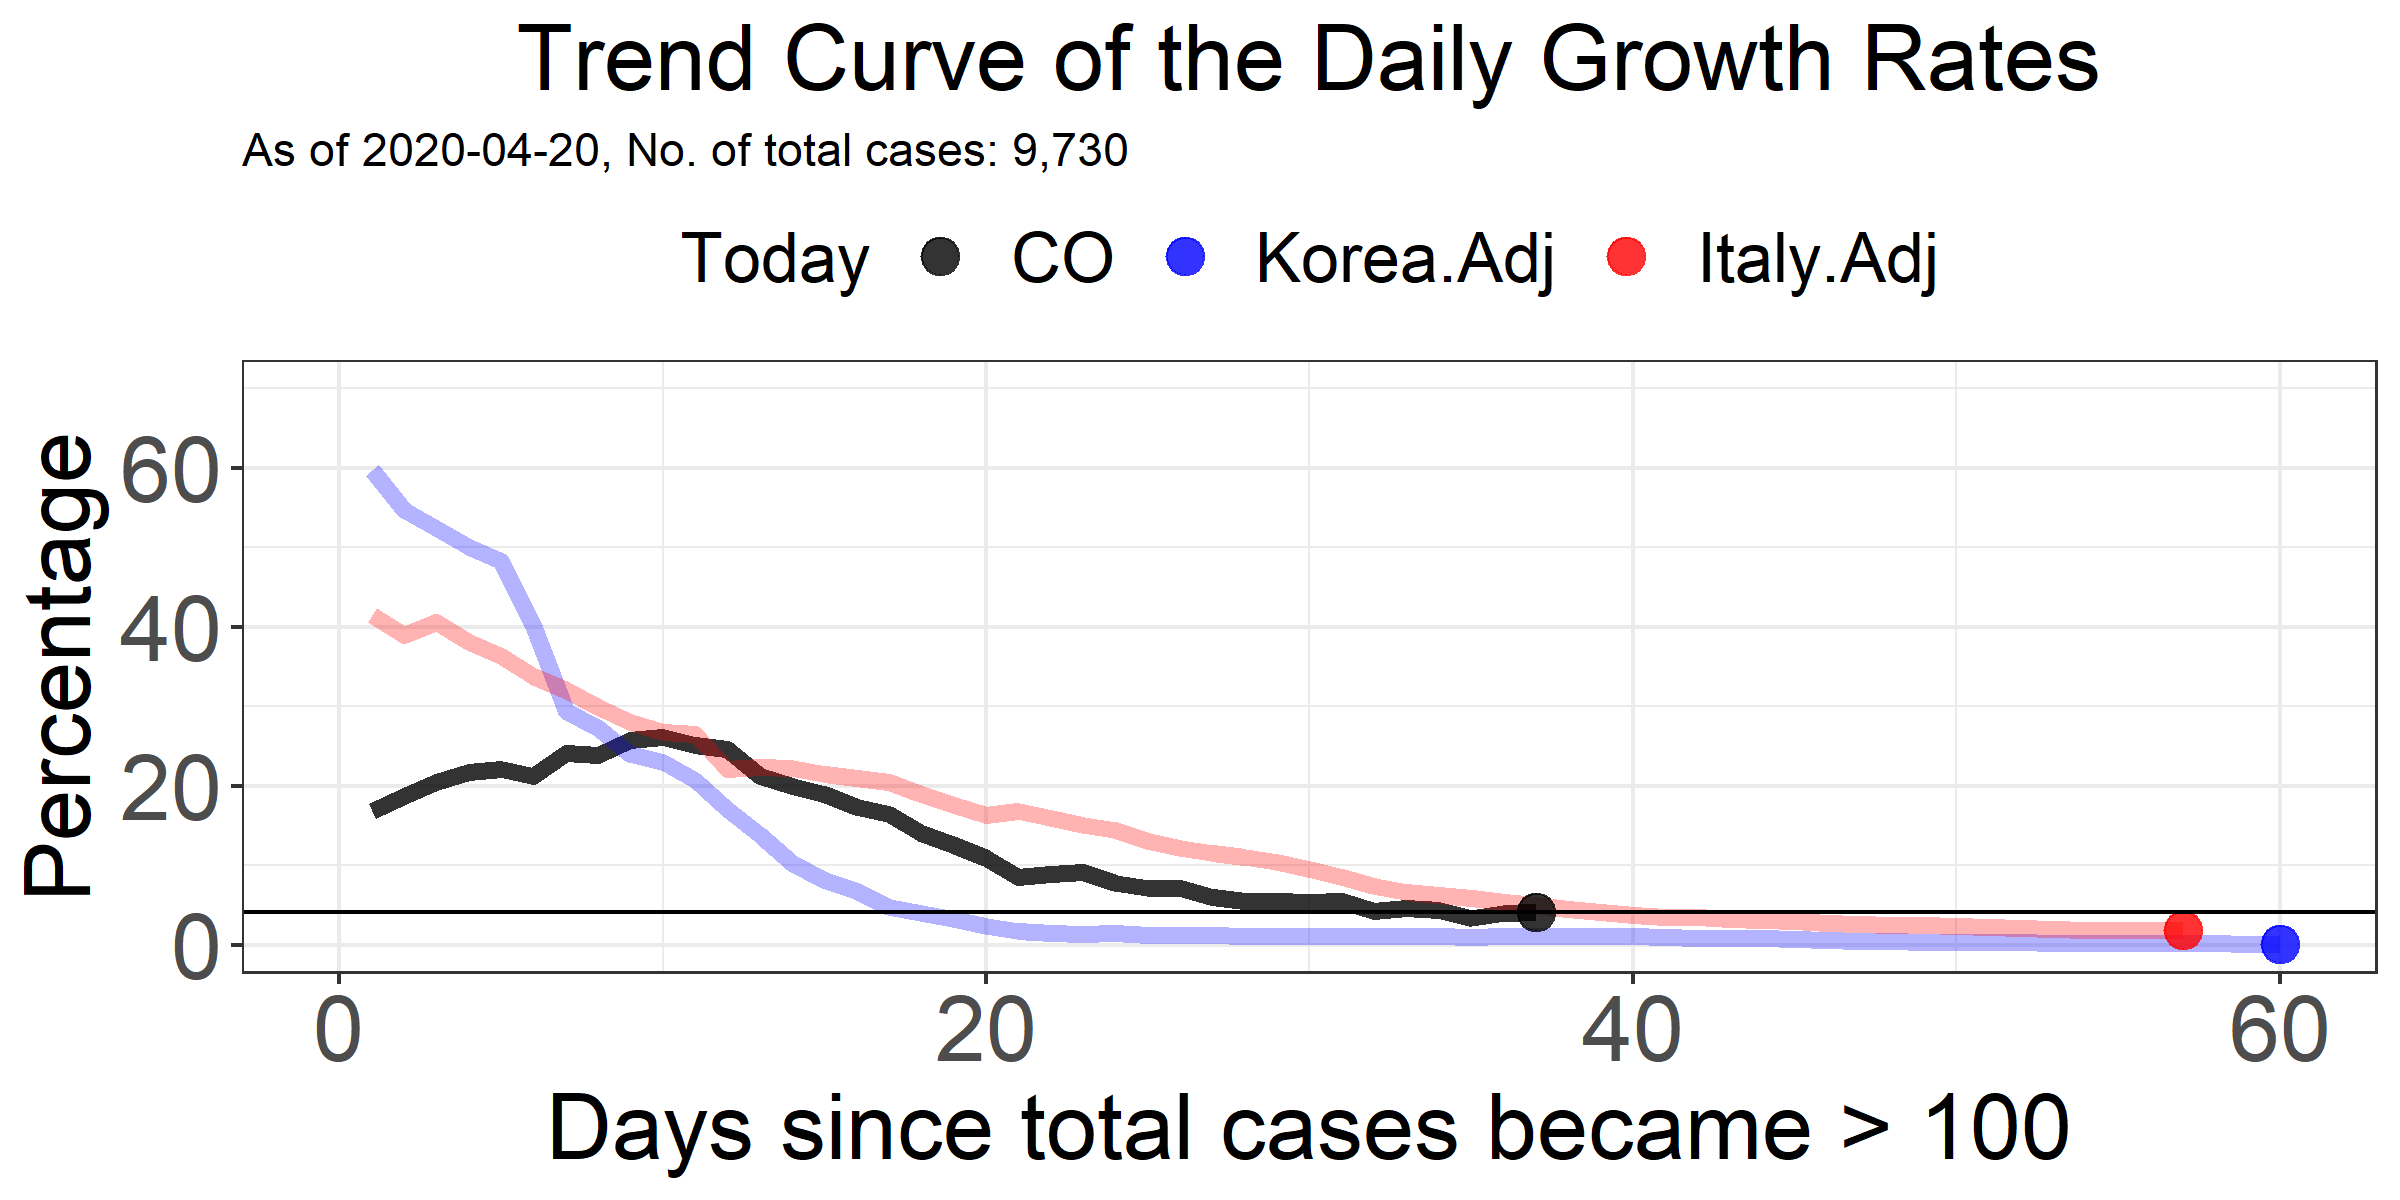 Trend Curve of the Daily Growth Rates
As of 2020-04-20, No. of total cases: 9,730
Today CO Korea.Adj Italy.Adj
Percentage
60
40
20
0
0 20 40 60
Days since total cases became > 100